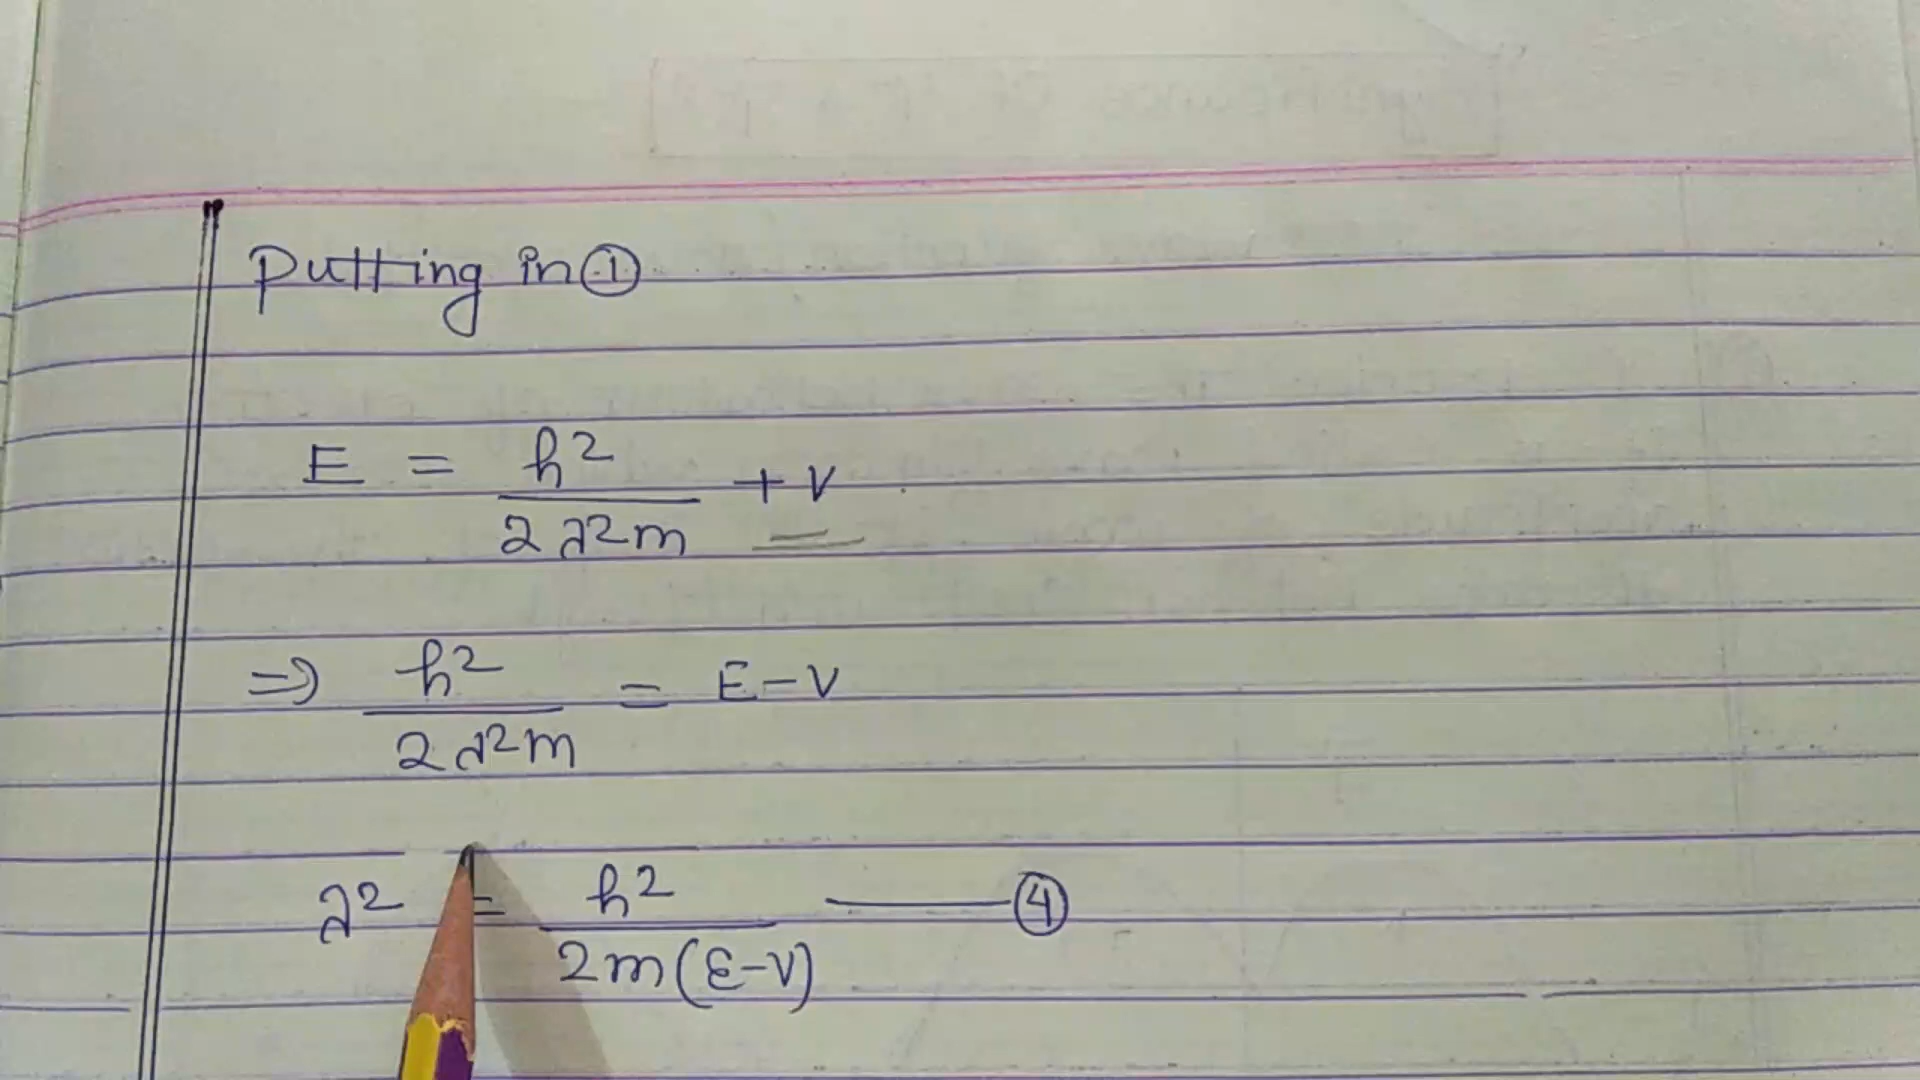 Putting in ①
E = h² / 2λ²m + V
⇒ h² / 2λ²m = E-V
λ² = h² / 2m(E-V) —— ④